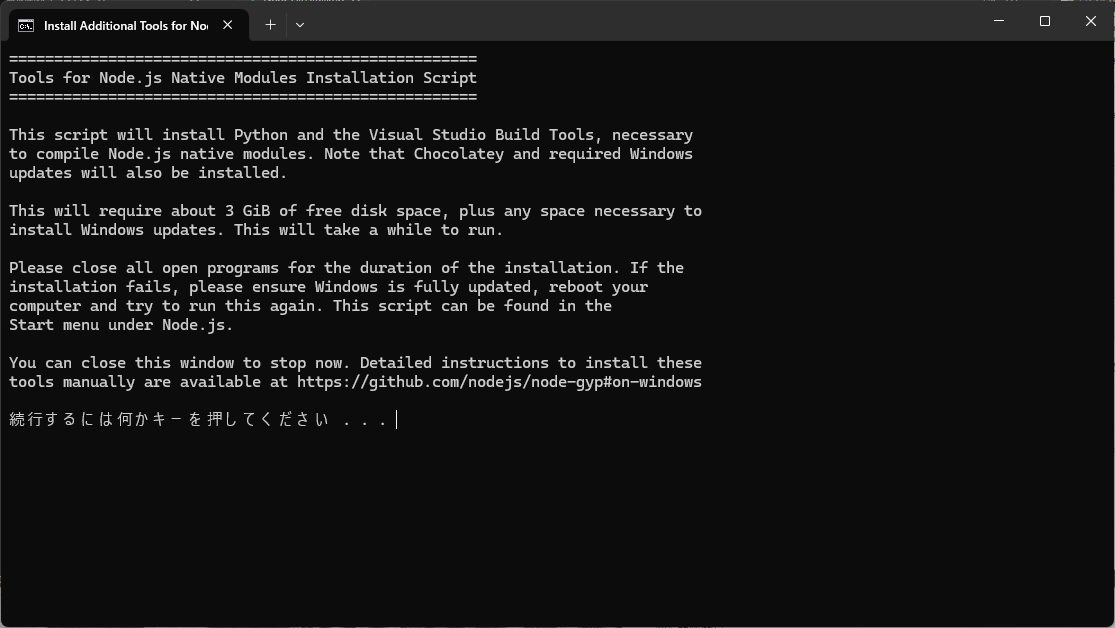 Install Additional Tools for Noc
==================================================== 
Tools for Node.js Native Modules Installation Script
====================================================
This script will install Python and the Visual Studio Build Tools, necessary
to compile Node.js native modules. Note that Chocolatey and required Windows
updates will also be installed.
This will require about 3 GiB of free disk space, plus any space necessary to
install Windows updates. This will take a while to run.
Please close all open programs for the duration of the installation. If the
installation fails, please ensure Windows is fully updated, reboot your
computer and try to run this again. This script can be found in the
Start menu under Node.js.
You can close this window to stop now. Detailed instructions to install these
tools manually are available at https://github.com/nodejs/node-gyp#on-windows
続行するには何かキーを押してください . . .